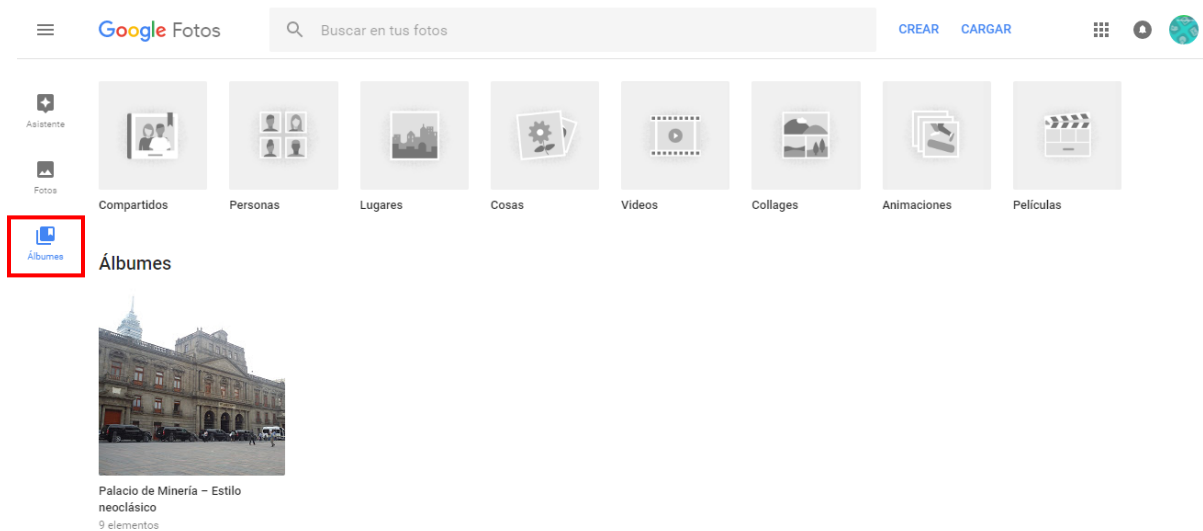 Google Fotos
Buscar en tus fotos
CREAR CARGAR
Asistente
Fotos
Álbumes
Compartidos Personas Lugares Cosas Videos Collages Animaciones Películas
Álbumes
Palacio de Minería – Estilo
neoclásico
9 elementos